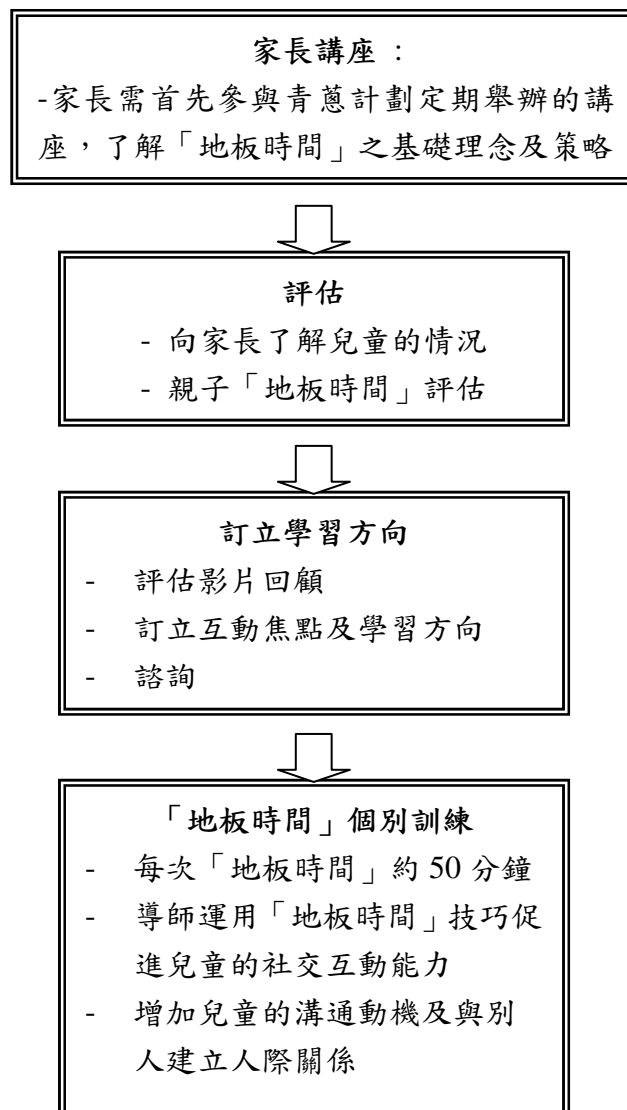 家長講座：
-家長需首先參與青蔥計劃定期舉辦的講
座，了解「地板時間」之基礎理念及策略
評估
- 向家長了解兒童的情況
- 親子「地板時間」評估
訂立學習方向
- 評估影片回顧
- 訂立互動焦點及學習方向
- 諮詢
「地板時間」個別訓練
- 每次「地板時間」約 50 分鐘
- 導師運用「地板時間」技巧促
進兒童的社交互動能力
- 增加兒童的溝通動機及與別
人建立人際關係